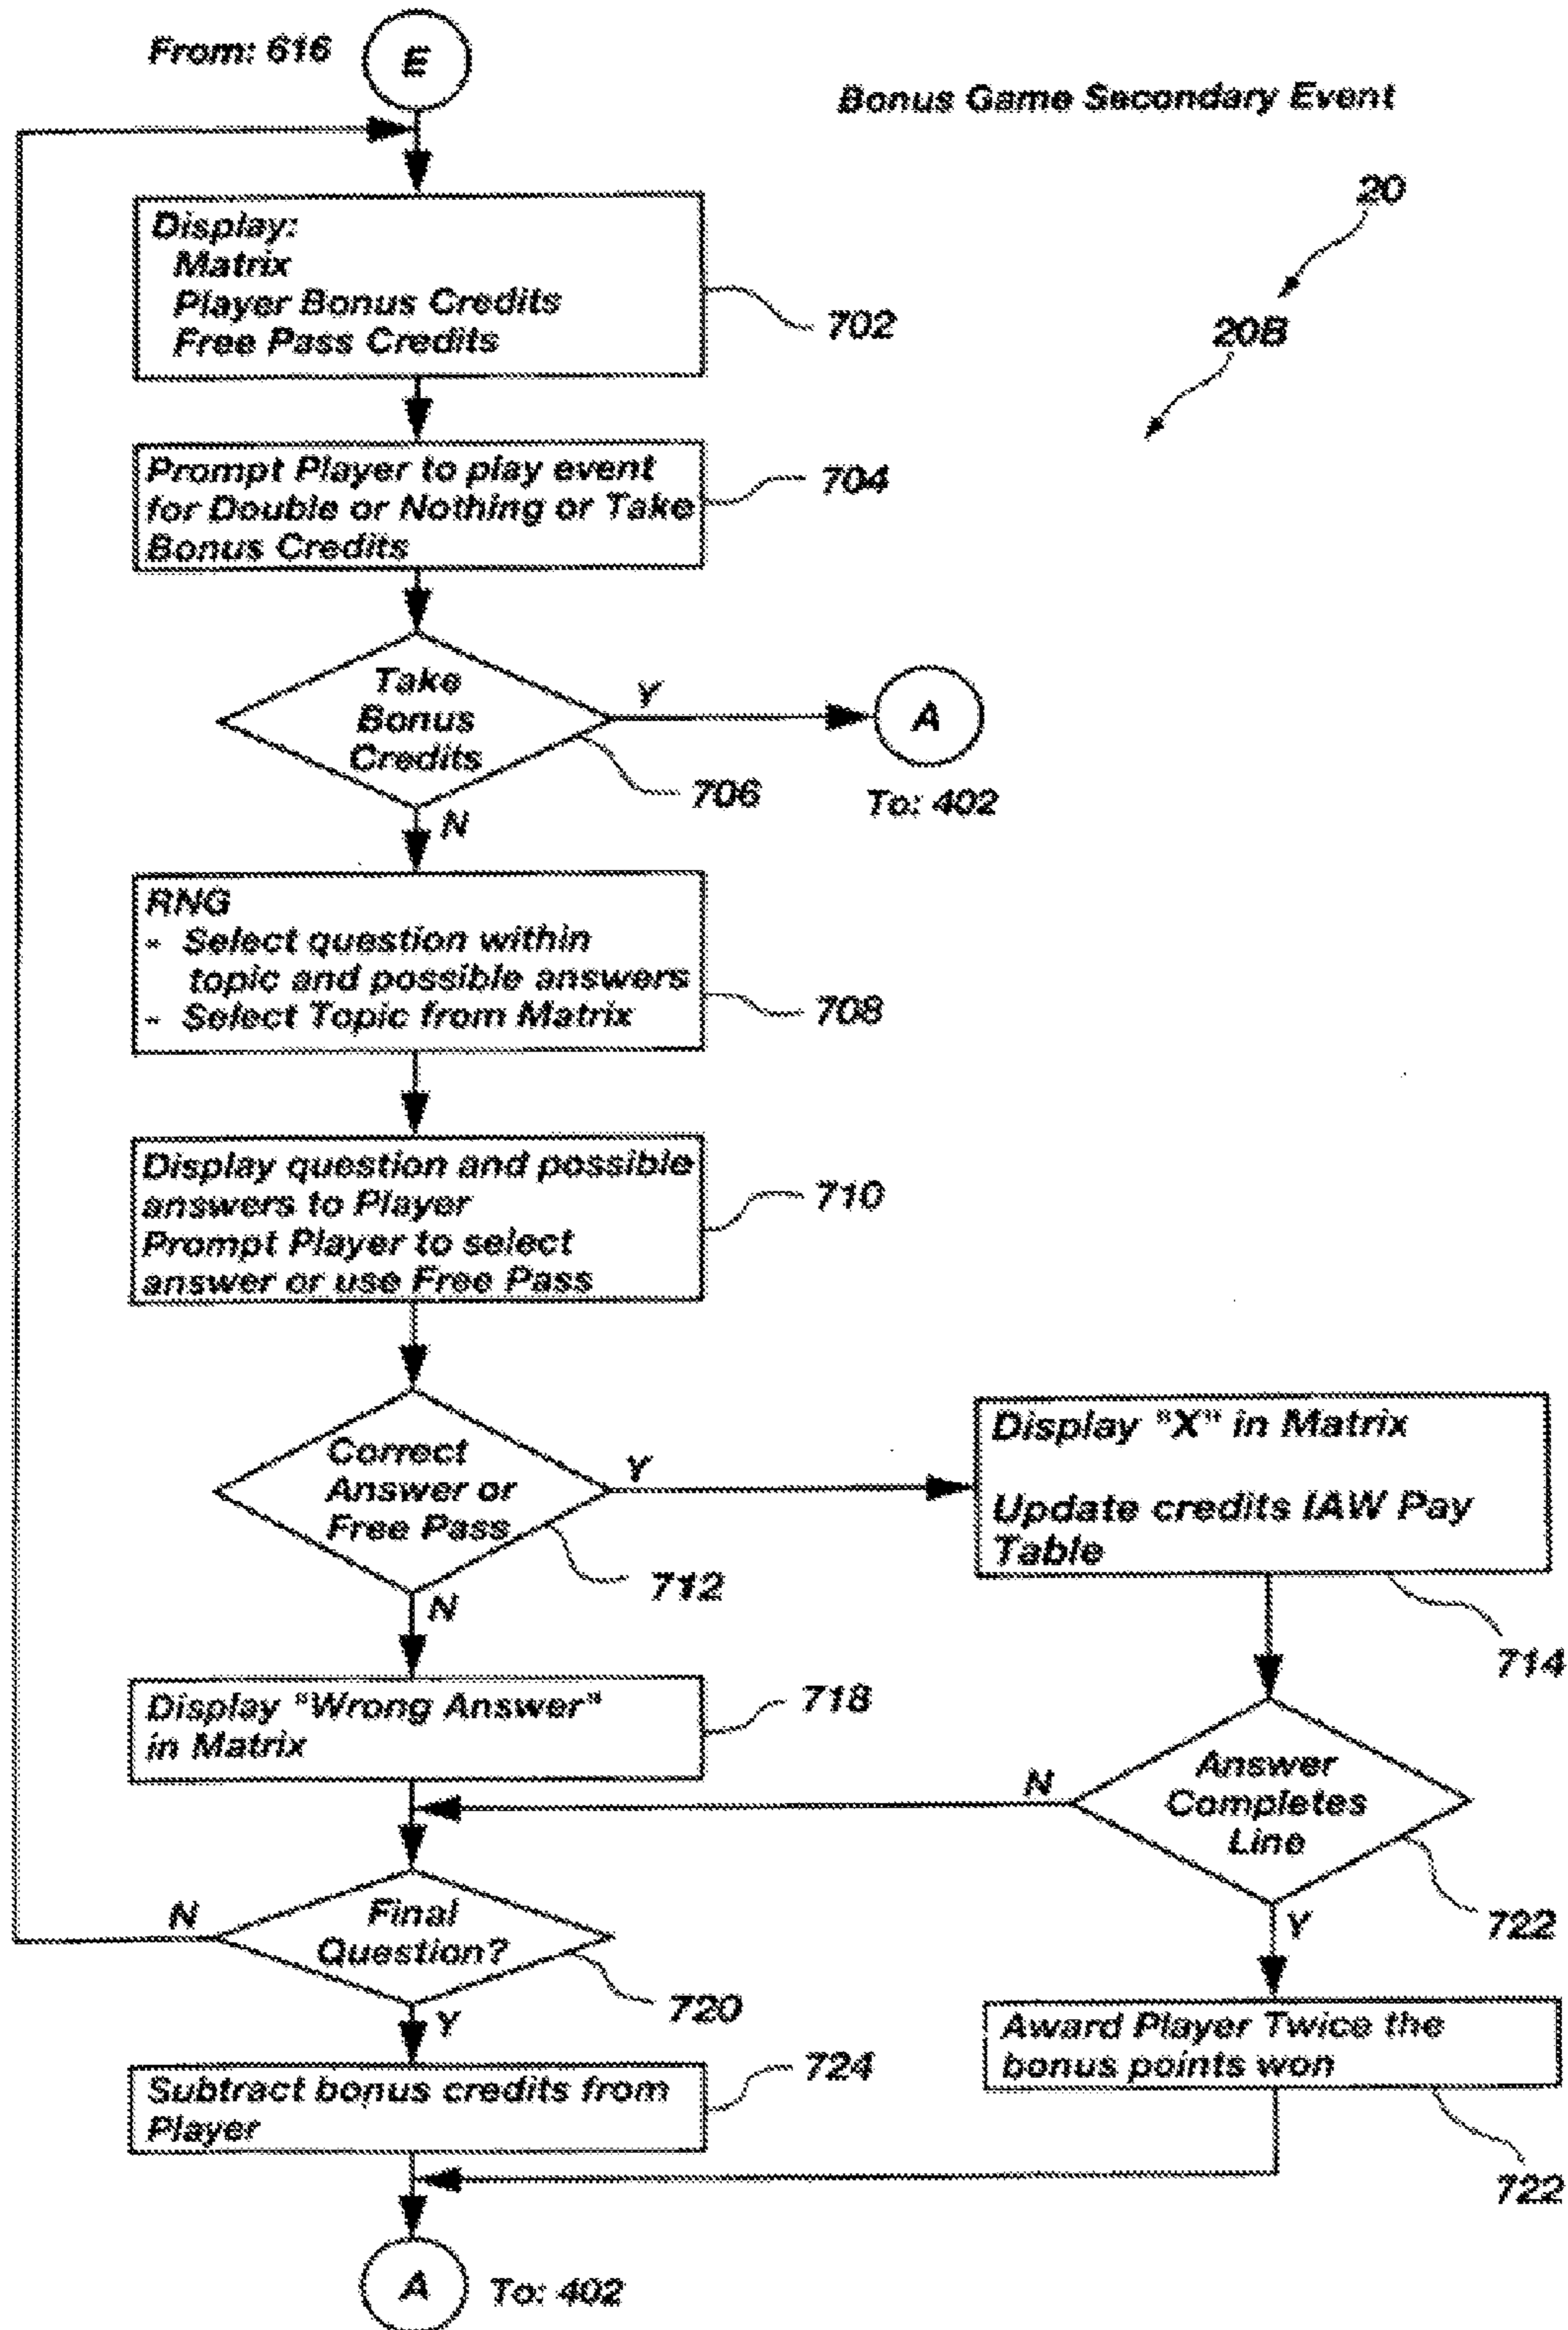 From: 616
E
Bonus Game Secondary Event
20
20B
Display:
Matrix
Player Bonus Credits
Free Pass Credits
702
Prompt Player to play event
for Double or Nothing or Take
Bonus Credits
704
Take
Bonus
Credits
Y
A
706
To: 402
N
RNG
- Select question within
topic and possible answers
- Select Topic from Matrix
708
Display question and possible
answers to Player
Prompt Player to select
answer or use Free Pass
710
Correct
Answer or
Free Pass
Y
712
N
Display "X" in Matrix
Update credits IAW Pay
Table
714
Display "Wrong Answer"
in Matrix
718
Answer
Completes
Line
N
722
Y
Final
Question?
N
720
Y
Award Player Twice the
bonus points won
722
Subtract bonus credits from
Player
724
A
To: 402